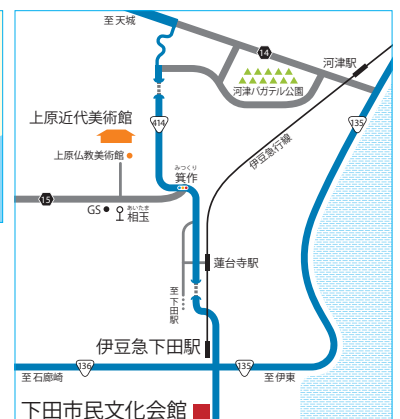 至天城
14
河津駅
河津バガテル公園
上原近代美術館
414
135
上原仏教美術館
みつくり
箕作
伊豆急行線
15
GS
あいたま
相玉
蓮台寺駅
至下田駅
伊豆急下田駅
136
135
至石廊崎
至伊東
下田市民文化会館